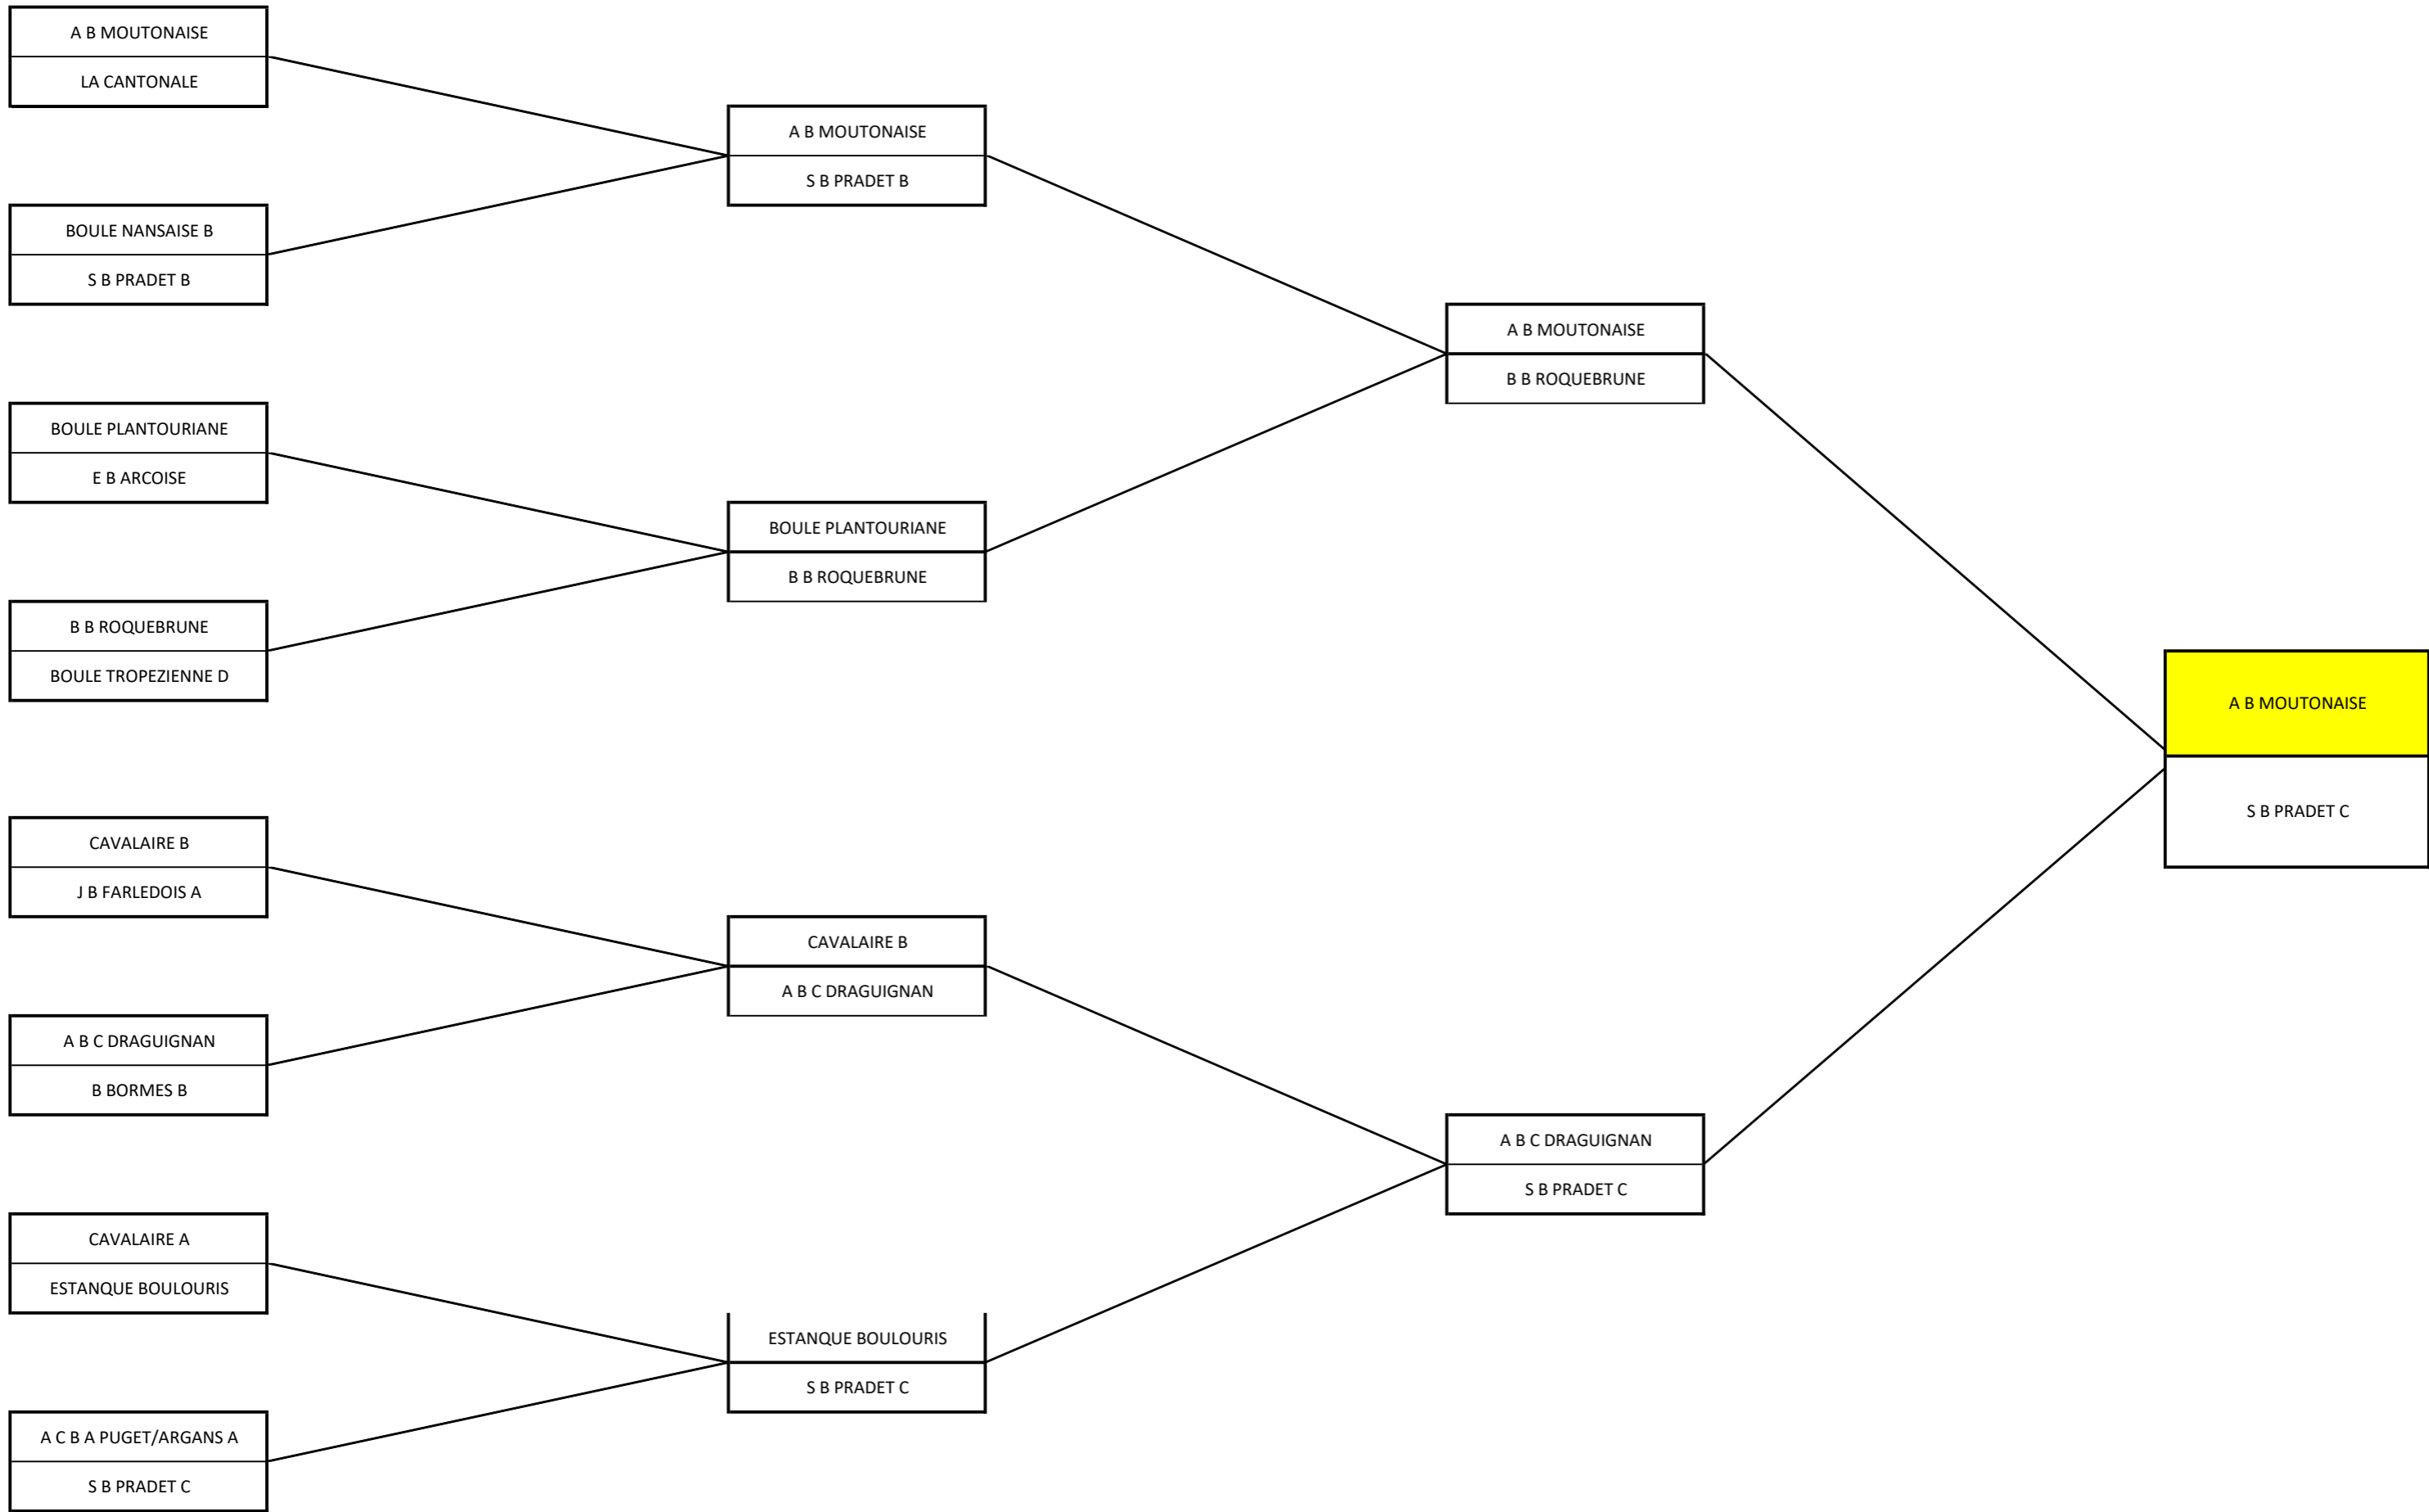 A B MOUTONAISE
LA CANTONALE
BOULE NANSAISE B
S B PRADET B
BOULE PLANTOURIANE
E B ARCOISE
B B ROQUEBRUNE
BOULE TROPEZIENNE D
CAVALAIRE B
J B FARLEDOIS A
A B C DRAGUIGNAN
B BORMES B
CAVALAIRE A
ESTANQUE BOULOURIS
A C B A PUGET/ARGANS A
S B PRADET C
A B MOUTONAISE
S B PRADET B
BOULE PLANTOURIANE
B B ROQUEBRUNE
CAVALAIRE B
A B C DRAGUIGNAN
ESTANQUE BOULOURIS
S B PRADET C
A B MOUTONAISE
B B ROQUEBRUNE
A B C DRAGUIGNAN
S B PRADET C
A B MOUTONAISE
S B PRADET C